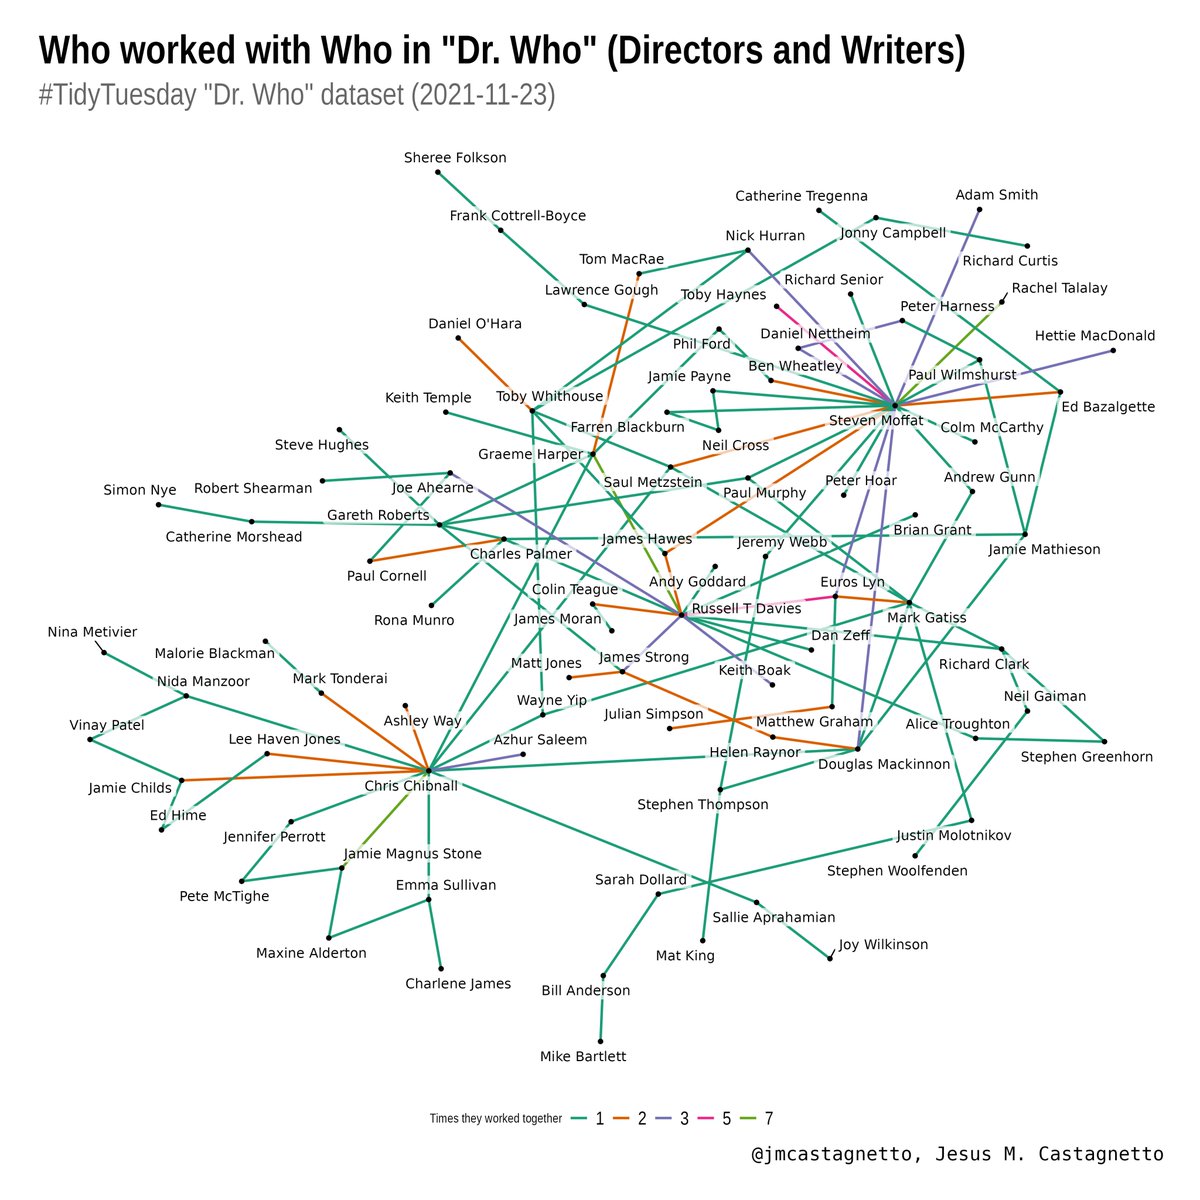 Who worked with Who in "Dr. Who" (Directors and Writers)
#TidyTuesday "Dr. Who" dataset (2021-11-23)
Sheree Folkson
Catherine Tregenna
Adam Smith
Frank Cottrell-Boyce
Jonny Campbell
Nick Hurran
Richard Curtis
Tom MacRae
Richard Senior
Rachel Talalay
Lawrence Gough
Toby Haynes
Peter Harness
Daniel O'Hara
Daniel Nettheim
Hettie MacDonald
Phil Ford
Ben Wheatley
Paul Wilmshurst
Jamie Payne
Keith Temple
Toby Whithouse
Ed Bazalgette
Farren Blackburn
Steven Moffat
Colm McCarthy
Steve Hughes
Neil Cross
Graeme Harper
Saul Metzstein
Peter Hoar
Andrew Gunn
Simon Nye
Robert Shearman
Joe Ahearne
Paul Murphy
Gareth Roberts
Brian Grant
Catherine Morshead
James Hawes
Jeremy Webb
Charles Palmer
Jamie Mathieson
Paul Cornell
Andy Goddard
Euros Lyn
Colin Teague
Russell T Davies
Rona Munro
James Moran
Mark Gatiss
Nina Metivier
Dan Zeff
Malorie Blackman
Matt Jones
James Strong
Keith Boak
Richard Clark
Nida Manzoor
Mark Tonderai
Wayne Yip
Neil Gaiman
Ashley Way
Julian Simpson
Matthew Graham
Alice Troughton
Vinay Patel
Lee Haven Jones
Azhur Saleem
Helen Raynor
Douglas Mackinnon
Stephen Greenhorn
Jamie Childs
Chris Chibnall
Stephen Thompson
Ed Hime
Jennifer Perrott
Justin Molotnikov
Jamie Magnus Stone
Stephen Woolfenden
Pete McTighe
Emma Sullivan
Sarah Dollard
Sallie Aprahamian
Maxine Alderton
Mat King
Joy Wilkinson
Charlene James
Bill Anderson
Mike Bartlett
Times they worked together 1 2 3 5 7
@jmcastagnetto, Jesus M. Castagnetto